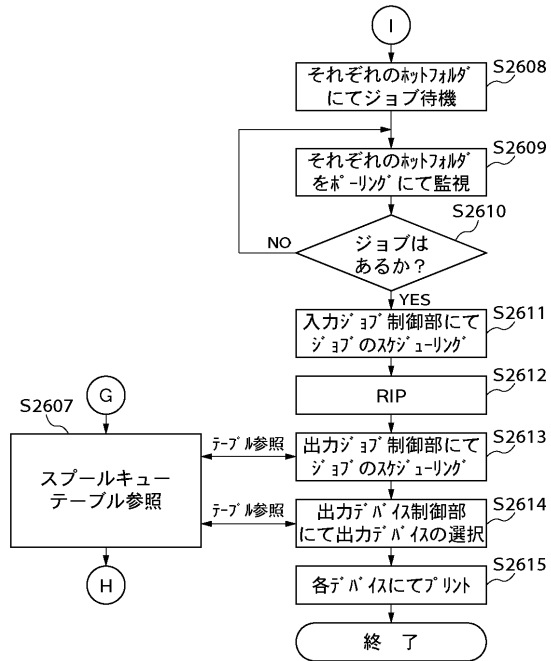 I
S2608
それぞれのホットフォルダ
にてジョブ待機
S2609
それぞれのホットフォルダ
をポーリングにて監視
S2610
ジョブは
あるか？
NO
YES
S2611
入力ジョブ制御部にて
ジョブのスケジューリング
S2612
RIP
G
S2607
スプールキュー
テーブル参照
H
テーブル参照
S2613
出力ジョブ制御部にて
ジョブのスケジューリング
テーブル参照
S2614
出力デバイス制御部
にて出力デバイスの選択
S2615
各デバイスにてプリント
終 了